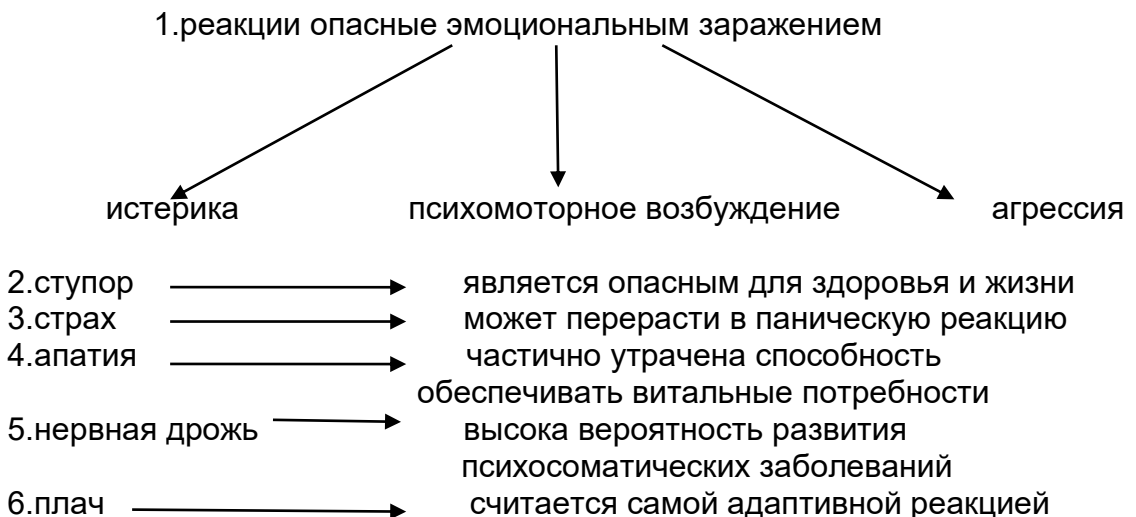 1.реакции опасные эмоциональным заражением
истерика психомоторное возбуждение агрессия
2.ступор является опасным для здоровья и жизни
3.страх может перерасти в паническую реакцию
4.апатия частично утрачена способность
обеспечивать витальные потребности
5.нервная дрожь высока вероятность развития
психосоматических заболеваний
6.плач считается самой адаптивной реакцией